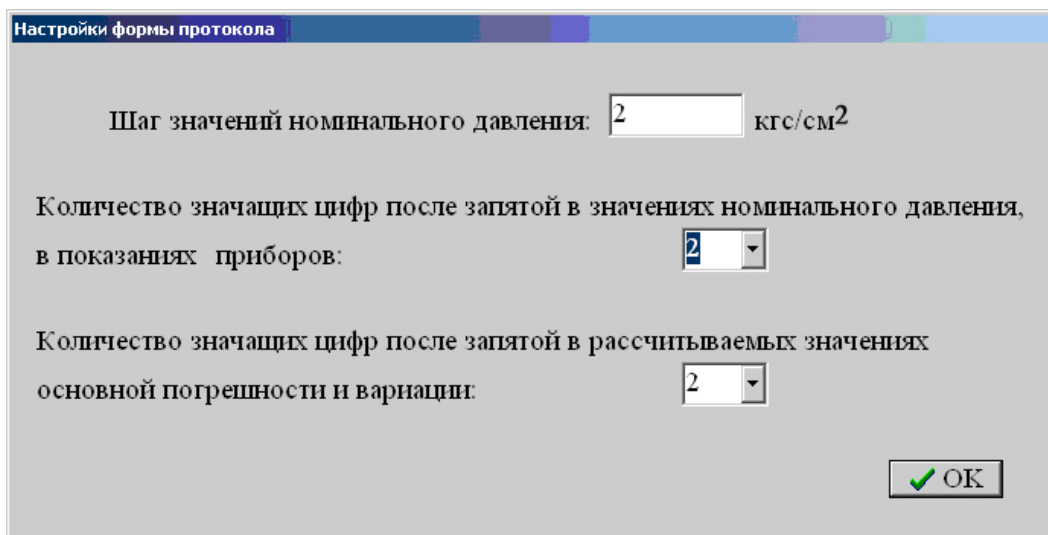 Настройки формы протокола
Шаг значений номинального давления: 2 кгс/см2
Количество значащих цифр после запятой в значениях номинального давления,
в показаниях приборов: 2
Количество значащих цифр после запятой в рассчитываемых значениях
основной погрешности и вариации: 2
OK